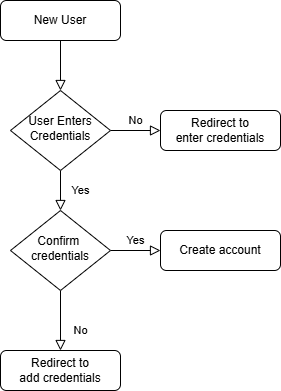 New User
User Enters
Credentials
No
Redirect to
enter credentials
Yes
Confirm
credentials
Yes
Create account
No
Redirect to
add credentials